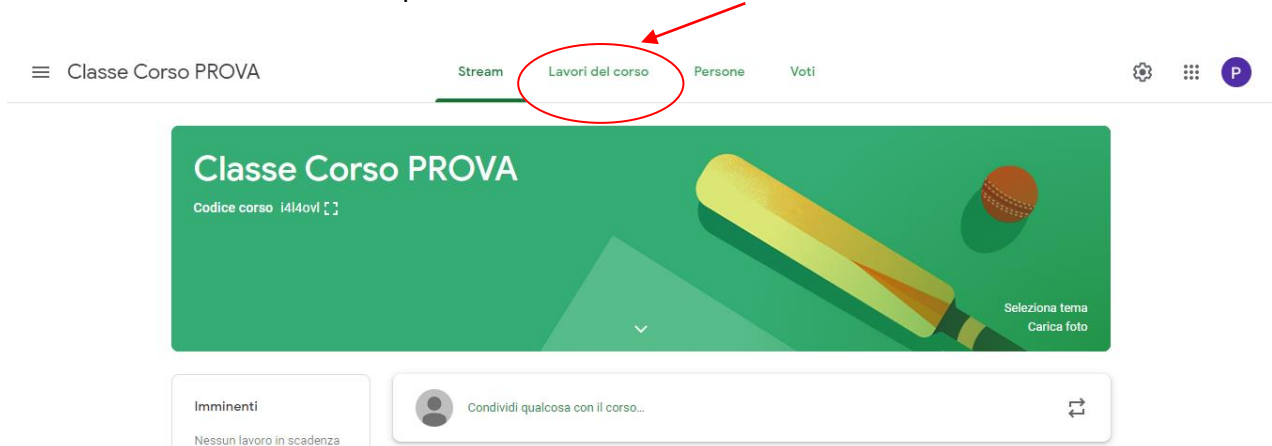 Classe Corso PROVA Stream Lavori del corso Persone Voti P
Classe Corso PROVA
Codice corso i4l4ovl
Seleziona tema
Carica foto
Imminenti
Condividi qualcosa con il corso...
Nessun lavoro in scadenza